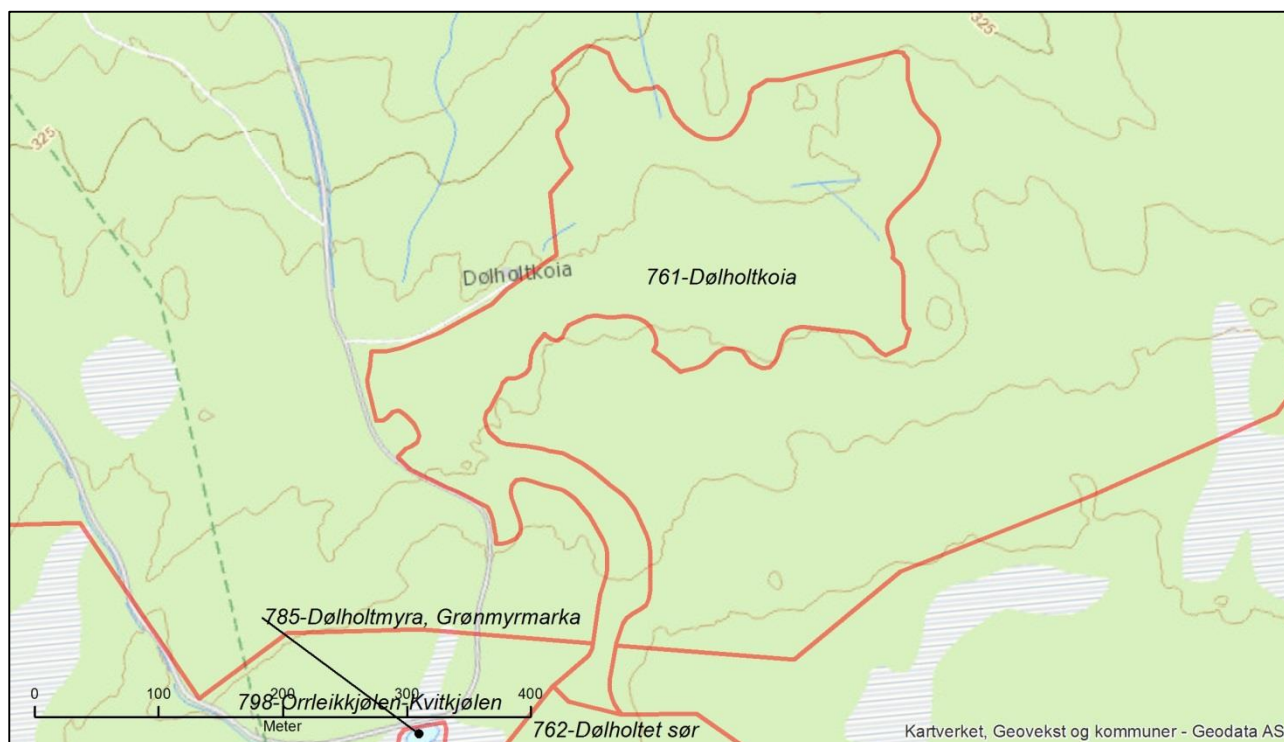 325
325
Dølholtkoia
761-Dølholtkoia
785-Dølholtmyra, Grønmyrmarka
0 100 200 300 400
798-Orrleikkjølen-Kvitkjølen
Meter
762-Dølholtet sør
Kartverket, Geovekst og kommuner - Geodata AS